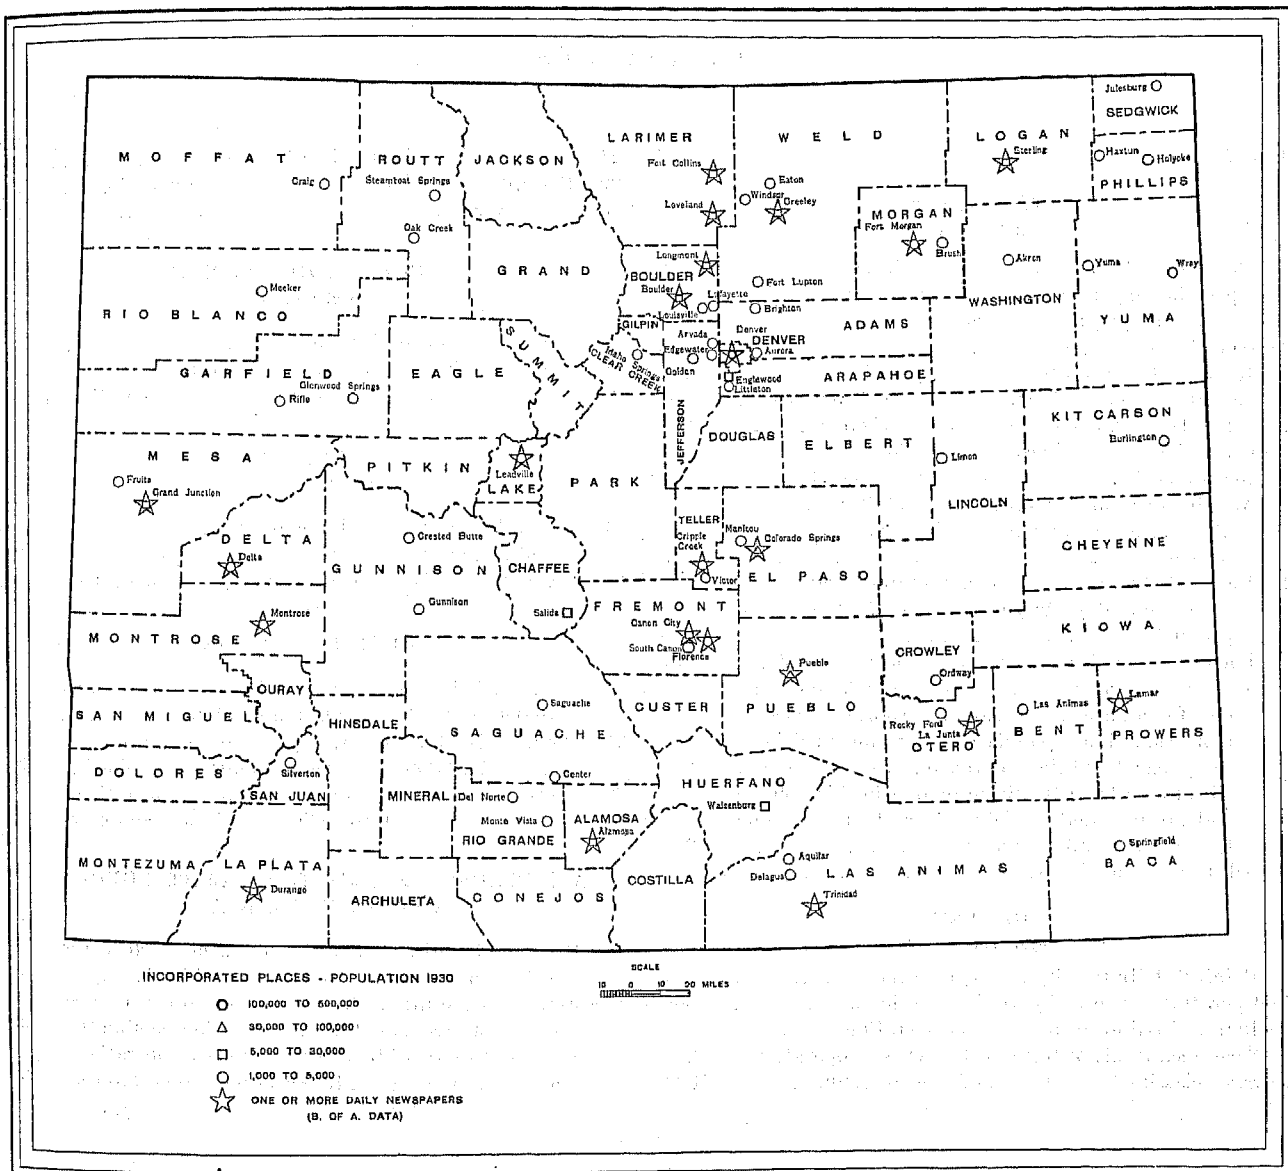 Julesburg
SEDGWICK
MOFFAT
ROUTT
JACKSON
LARIMER
WELD
LOGAN
Sterling
Haxtun
Holyoke
PHILLIPS
Craig
Steamboat Springs
Fort Collins
Eaton
Windsor
Greeley
Loveland
Oak Creek
MORGAN
Fort Morgan
Brush
Akron
Yuma
Wray
GRAND
Longmont
BOULDER
Boulder
Lafayette
Louisville
Fort Lupton
Brighton
WASHINGTON
YUMA
Meeker
RIO BLANCO
SUMMIT
GILPIN
Arvada
Denver
DENVER
ADAMS
Idaho Springs
CLEAR CREEK
Edgewater
Golden
Aurora
Englewood
Littleton
ARAPAHOE
GARFIELD
Glenwood Springs
Rifle
EAGLE
JEFFERSON
DOUGLAS
ELBERT
KIT CARSON
Burlington
Limon
MESA
Fruita
Grand Junction
PITKIN
Leadville
LAKE
PARK
LINCOLN
TELLER
Cripple
Creek
Victor
Manitou
Colorado Springs
EL PASO
CHEYENNE
DELTA
Delta
Crested Butte
GUNNISON
Gunnison
CHAFFEE
Salida
FREMONT
Canon City
South Canon
Florence
KIOWA
Montrose
MONTROSE
OURAY
CROWLEY
Ordway
Pueblo
PUEBLO
CUSTER
SAN MIGUEL
HINSDALE
Saguache
SAGUACHE
Rocky Ford
La Junta
OTERO
Las Animas
BENT
Lamar
PROWERS
DOLORES
Silverton
SAN JUAN
MINERAL
Center
Del Norte
Monte Vista
RIO GRANDE
ALAMOSA
Alamosa
HUERFANO
Walsenburg
MONTEZUMA
LA PLATA
Durango
ARCHULETA
CONEJOS
COSTILLA
Aguilar
Delagua
LAS ANIMAS
Trinidad
Springfield
BACA
INCORPORATED PLACES - POPULATION 1930
100,000 TO 500,000
30,000 TO 100,000
5,000 TO 30,000
1,000 TO 5,000
ONE OR MORE DAILY NEWSPAPERS
(B. OF A. DATA)
SCALE
10 0 10 20 MILES